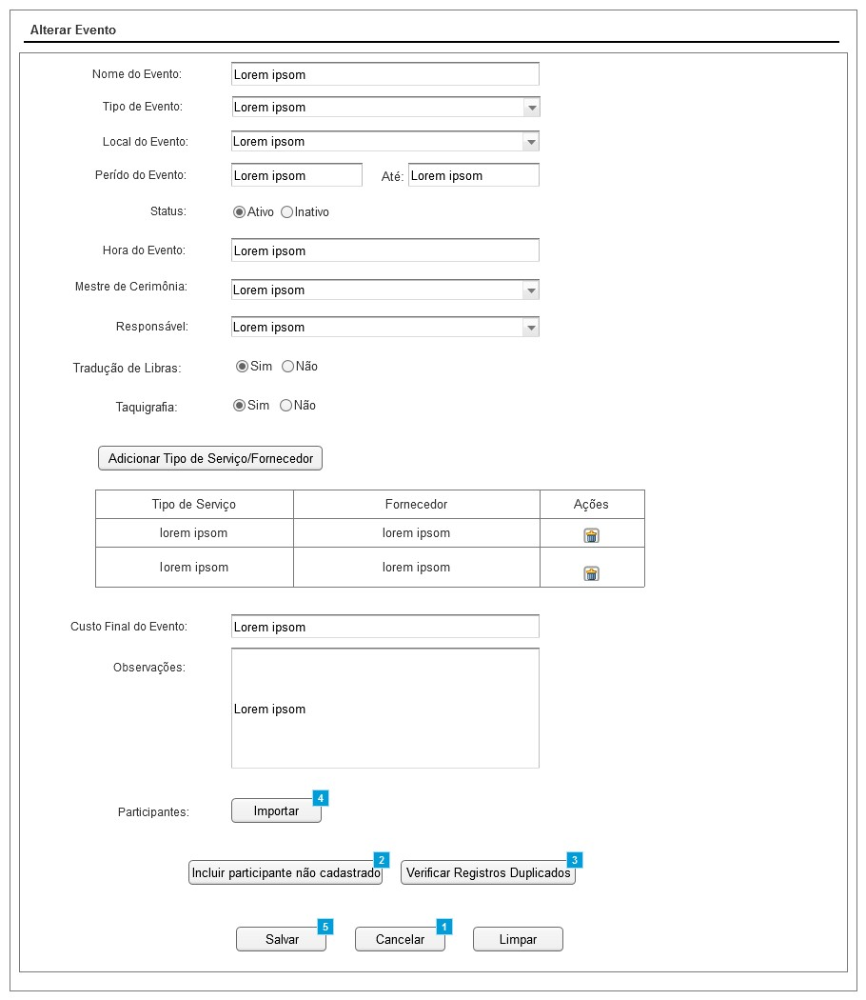 Alterar Evento
Nome do Evento: Lorem ipsom
Tipo de Evento: Lorem ipsom
Local do Evento: Lorem ipsom
Perído do Evento: Lorem ipsom Até: Lorem ipsom
Status: Ativo Inativo
Hora do Evento: Lorem ipsom
Mestre de Cerimônia: Lorem ipsom
Responsável: Lorem ipsom
Tradução de Libras: Sim Não
Taquigrafia: Sim Não
Adicionar Tipo de Serviço/Fornecedor
Tipo de Serviço Fornecedor Ações
lorem ipsom lorem ipsom
lorem ipsom lorem ipsom
Custo Final do Evento: Lorem ipsom
Observações:
Lorem ipsom
4
Participantes: Importar
2 3
Incluir participante não cadastrado Verificar Registros Duplicados
5 1
Salvar Cancelar Limpar